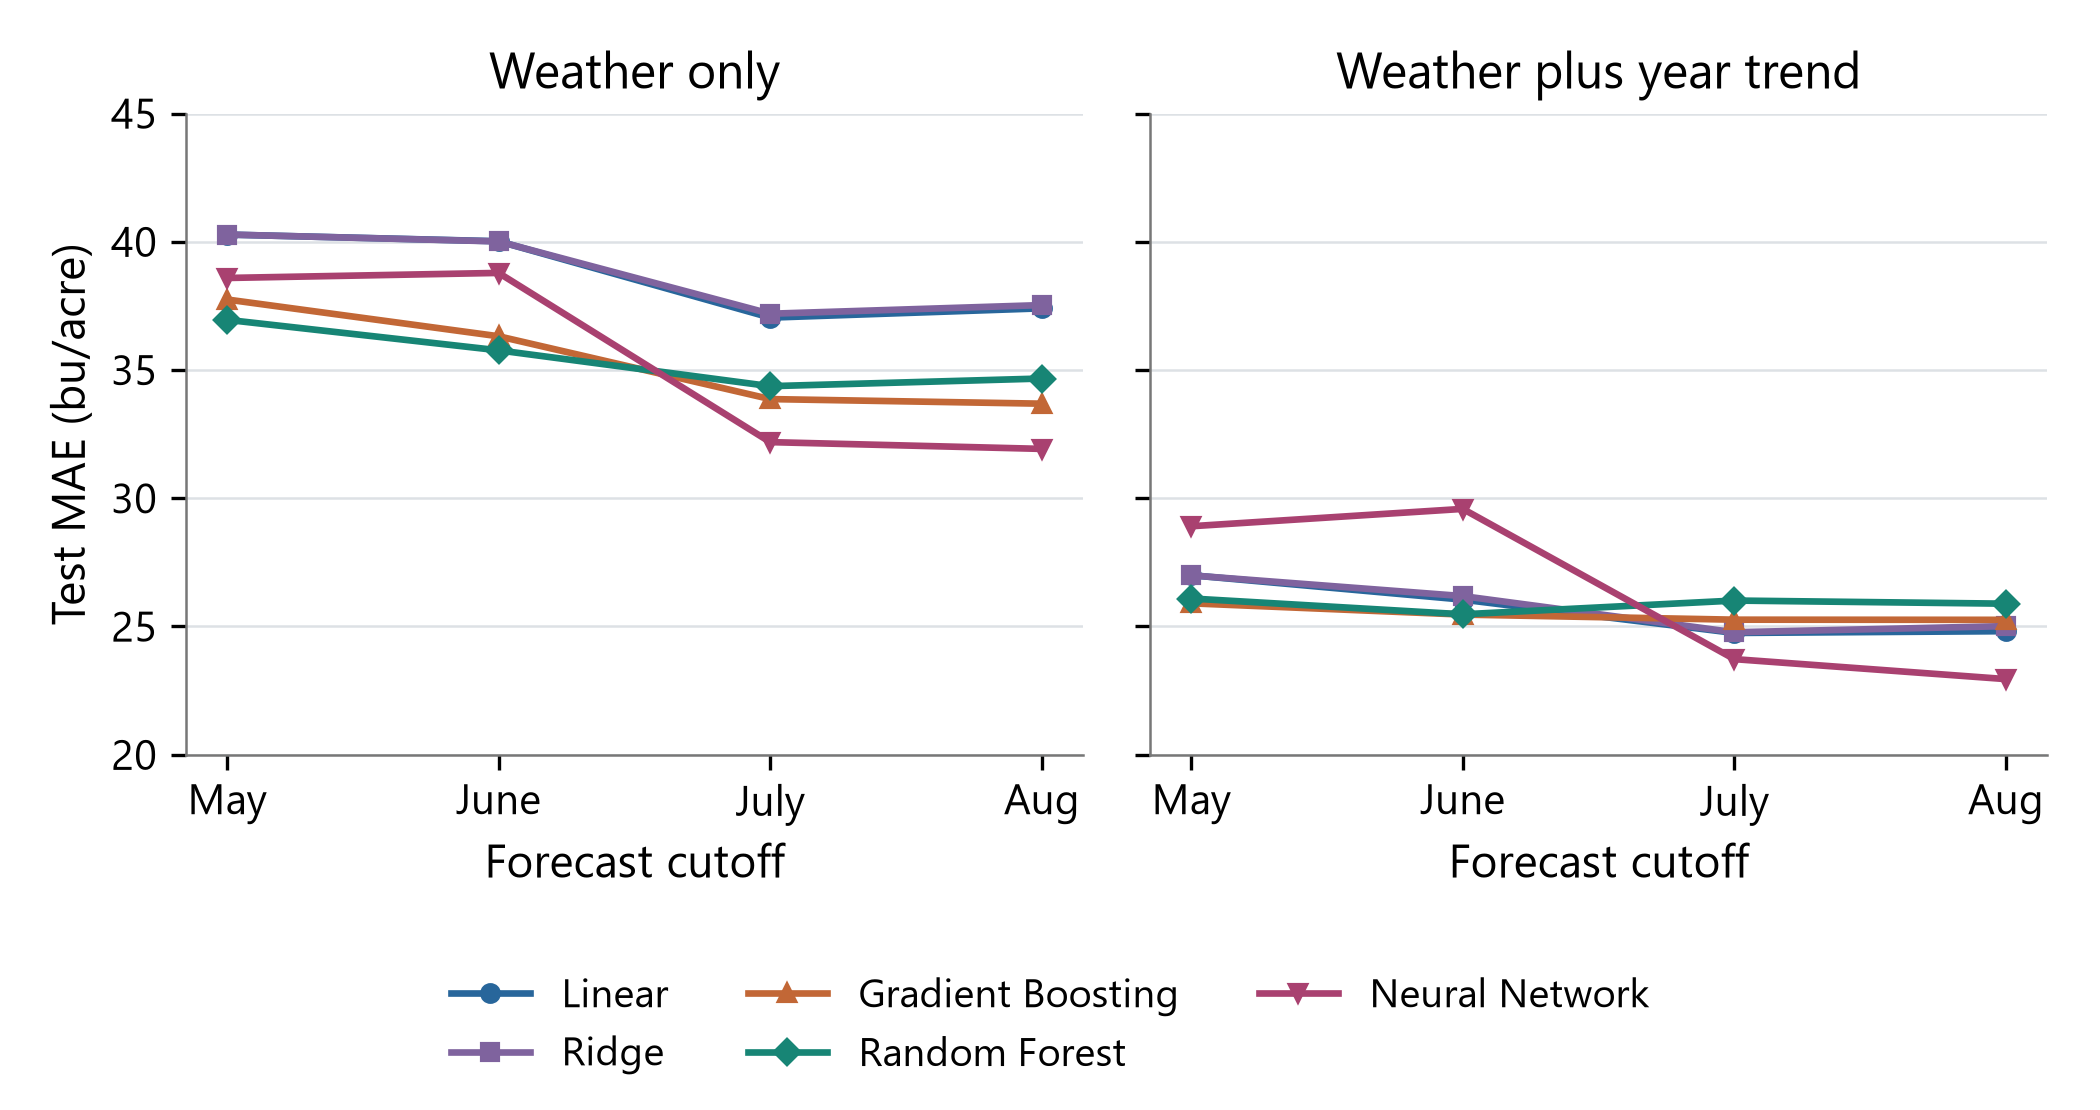 Weather only
Weather plus year trend
45
40
35
30
25
20
Test MAE (bu/acre)
May June July Aug
May June July Aug
Forecast cutoff
Forecast cutoff
Linear
Gradient Boosting
Neural Network
Ridge
Random Forest